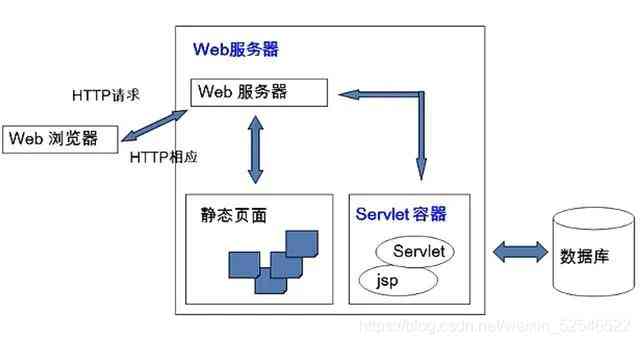 Web服务器
HTTP请求
Web 服务器
Web 浏览器
HTTP相应
静态页面
Servlet 容器
Servlet
jsp
数据库
https://blog.csdn.net/weixin_52546522